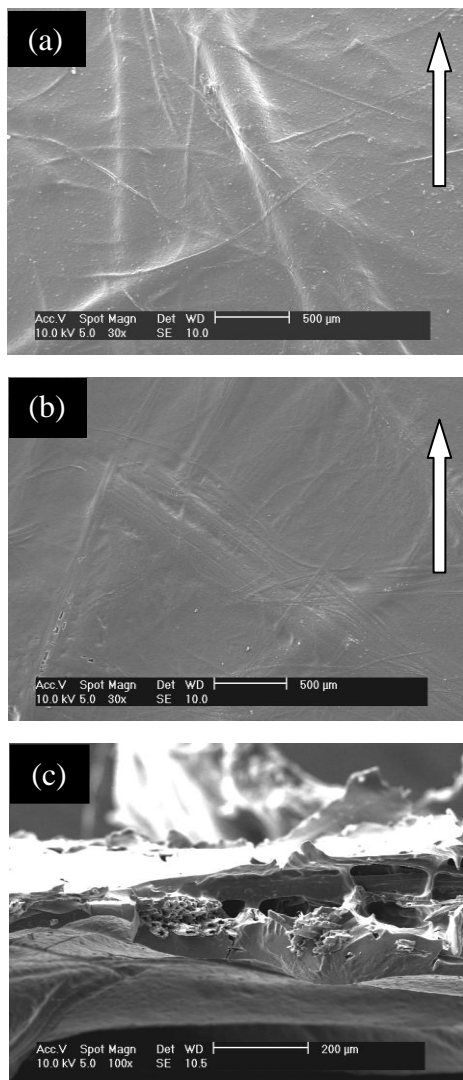 (a)
Acc.V Spot Magn Det WD 500 µm
10.0 kV 5.0 30x SE 10.0
(b)
Acc.V Spot Magn Det WD 500 µm
10.0 kV 5.0 30x SE 10.0
(c)
Acc.V Spot Magn Det WD 200 µm
10.0 kV 5.0 100x SE 10.5